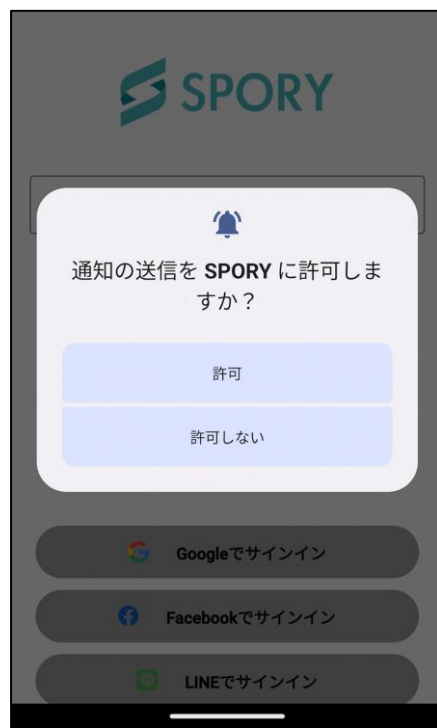 SPORY
通知の送信を SPORY に許可しま
すか？
許可
許可しない
Googleでサインイン
Facebookでサインイン
LINEでサインイン